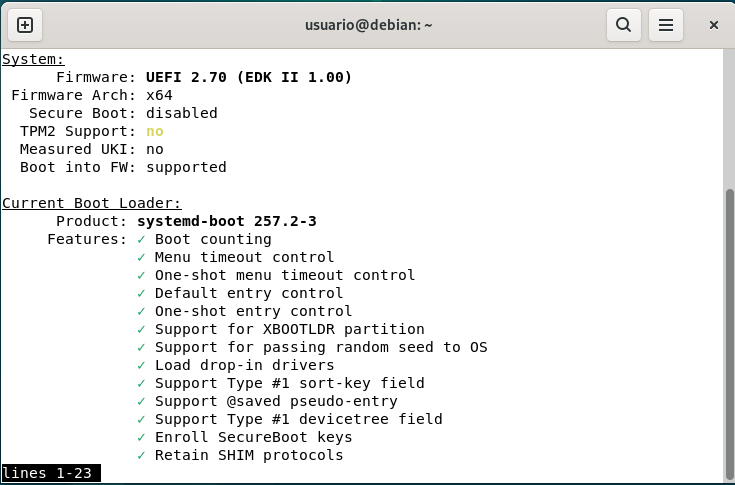 usuario@debian: ~
System:
Firmware: UEFI 2.70 (EDK II 1.00)
Firmware Arch: x64
Secure Boot: disabled
TPM2 Support: no
Measured UKI: no
Boot into FW: supported
Current Boot Loader:
Product: systemd-boot 257.2-3
Features: ✓ Boot counting
✓ Menu timeout control
✓ One-shot menu timeout control
✓ Default entry control
✓ One-shot entry control
✓ Support for XBOOTLDR partition
✓ Support for passing random seed to OS
✓ Load drop-in drivers
✓ Support Type #1 sort-key field
✓ Support @saved pseudo-entry
✓ Support Type #1 devicetree field
✓ Enroll SecureBoot keys
✓ Retain SHIM protocols
lines 1-23